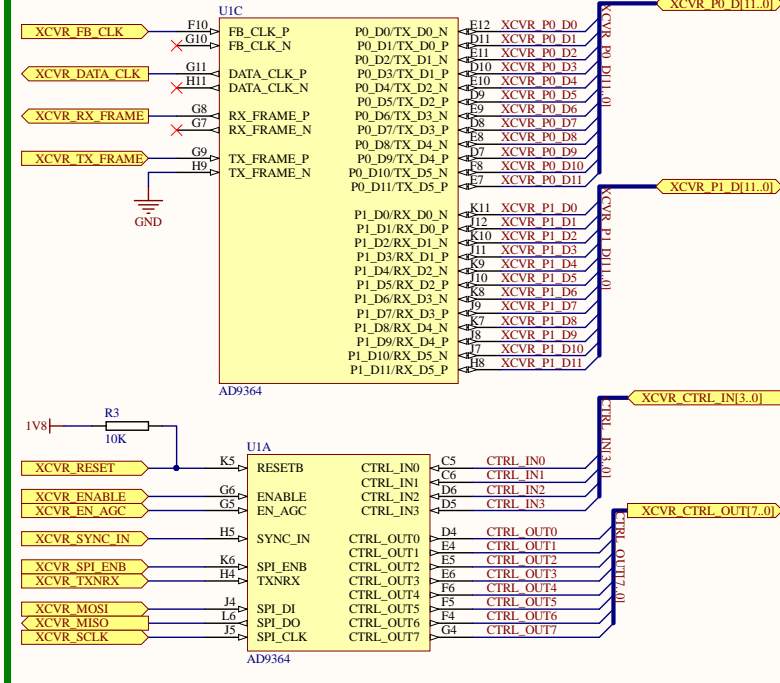 U1C
XCVR_P0_D[11..0]
XCVR_FB_CLK F10 FB_CLK_P P0_D0/TX_D0_N E12 XCVR_P0_D0
G10 FB_CLK_N P0_D1/TX_D0_P D11 XCVR_P0_D1
P0_D2/TX_D1_N E11 XCVR_P0_D2
XCVR_DATA_CLK G11 DATA_CLK_P P0_D3/TX_D1_P D10 XCVR_P0_D3
H11 DATA_CLK_N P0_D4/TX_D2_N E10 XCVR_P0_D4
P0_D5/TX_D2_P D9 XCVR_P0_D5
XCVR_RX_FRAME G8 RX_FRAME_P P0_D6/TX_D3_N E9 XCVR_P0_D6
G7 RX_FRAME_N P0_D7/TX_D3_P D8 XCVR_P0_D7
P0_D8/TX_D4_N E8 XCVR_P0_D8
XCVR_TX_FRAME G9 TX_FRAME_P P0_D9/TX_D4_P D7 XCVR_P0_D9
H9 TX_FRAME_N P0_D10/TX_D5_N F8 XCVR_P0_D10
P0_D11/TX_D5_P E7 XCVR_P0_D11
XCVR_P0_D[11..0]
GND
XCVR_P1_D[11..0]
P1_D0/RX_D0_N K11 XCVR_P1_D0
P1_D1/RX_D0_P J12 XCVR_P1_D1
P1_D2/RX_D1_N K10 XCVR_P1_D2
P1_D3/RX_D1_P J11 XCVR_P1_D3
P1_D4/RX_D2_N K9 XCVR_P1_D4
P1_D5/RX_D2_P J10 XCVR_P1_D5
P1_D6/RX_D3_N K8 XCVR_P1_D6
P1_D7/RX_D3_P J9 XCVR_P1_D7
P1_D8/RX_D4_N K7 XCVR_P1_D8
P1_D9/RX_D4_P J8 XCVR_P1_D9
P1_D10/RX_D5_N J7 XCVR_P1_D10
P1_D11/RX_D5_P H8 XCVR_P1_D11
XCVR_P1_D[11..0]
AD9364
XCVR_CTRL_IN[3..0]
R3
1V8
10K
U1A
XCVR_RESET K5 RESETB CTRL_IN0 C5 CTRL_IN0
CTRL_IN1 C6 CTRL_IN1
XCVR_ENABLE G6 ENABLE CTRL_IN2 D6 CTRL_IN2
XCVR_EN_AGC G5 EN_AGC CTRL_IN3 D5 CTRL_IN3
CTRL_IN[3..0]
XCVR_CTRL_OUT[7..0]
XCVR_SYNC_IN H5 SYNC_IN CTRL_OUT0 D4 CTRL_OUT0
CTRL_OUT1 E4 CTRL_OUT1
XCVR_SPI_ENB K6 SPI_ENB CTRL_OUT2 E5 CTRL_OUT2
XCVR_TXNRX H4 TXNRX CTRL_OUT3 E6 CTRL_OUT3
CTRL_OUT4 F6 CTRL_OUT4
XCVR_MOSI J4 SPI_DI CTRL_OUT5 F5 CTRL_OUT5
XCVR_MISO L6 SPI_DO CTRL_OUT6 F4 CTRL_OUT6
XCVR_SCLK J5 SPI_CLK CTRL_OUT7 G4 CTRL_OUT7
CTRL_OUT[7..0]
AD9364